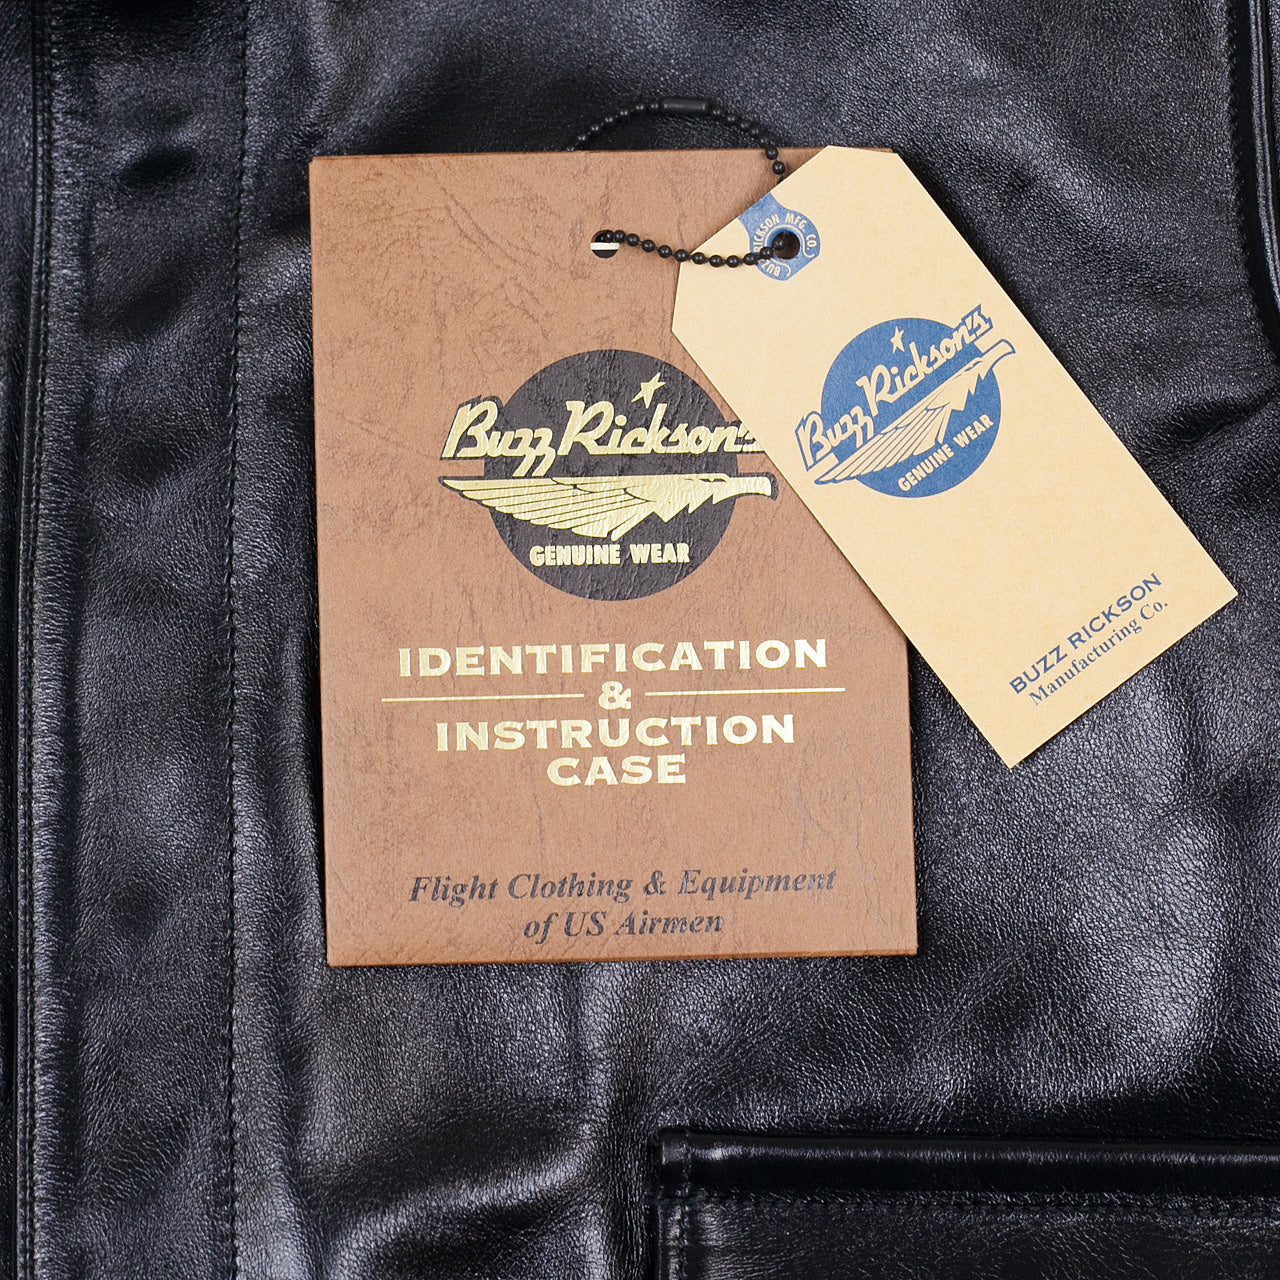 Buzz Rickson's
GENUINE WEAR
IDENTIFICATION
&
INSTRUCTION
CASE
Flight Clothing & Equipment
of US Airmen
BUZZ RICKSON MFG. CO.
Buzz Rickson's
GENUINE WEAR
BUZZ RICKSON
Manufacturing Co.